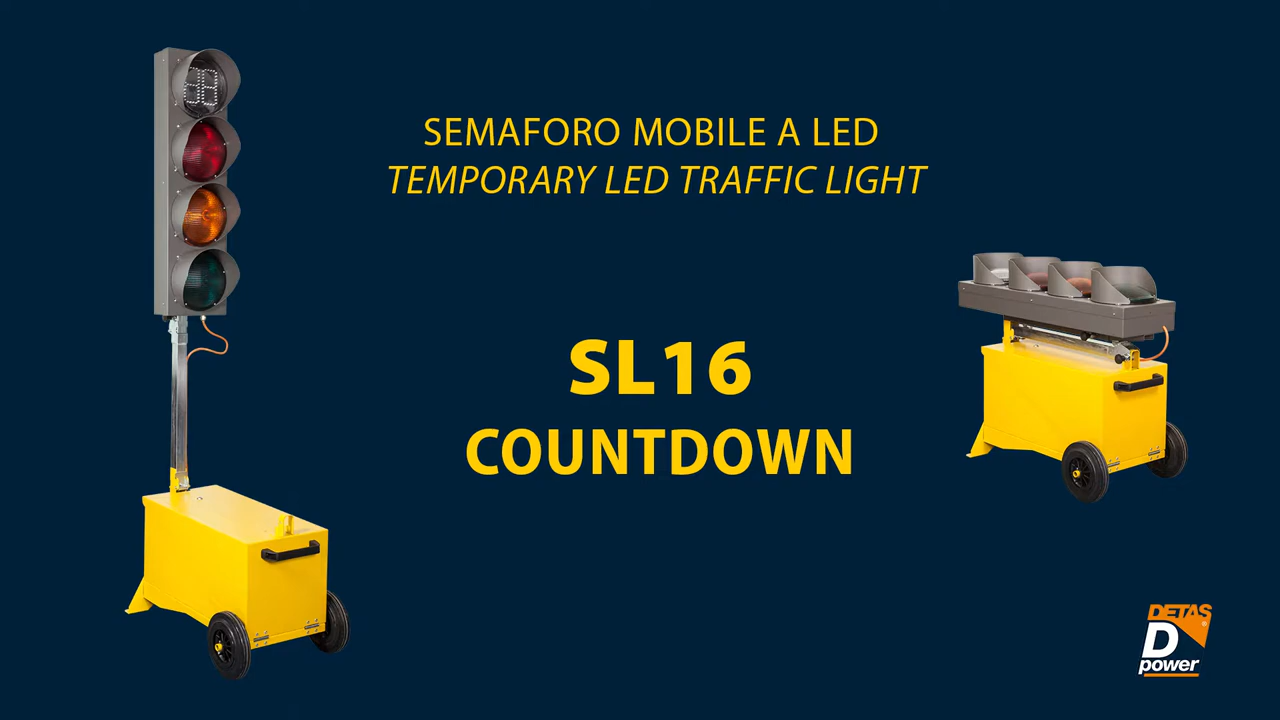 SEMAFORO MOBILE A LED
TEMPORARY LED TRAFFIC LIGHT
SL16
COUNTDOWN
DETAS
®
D
power